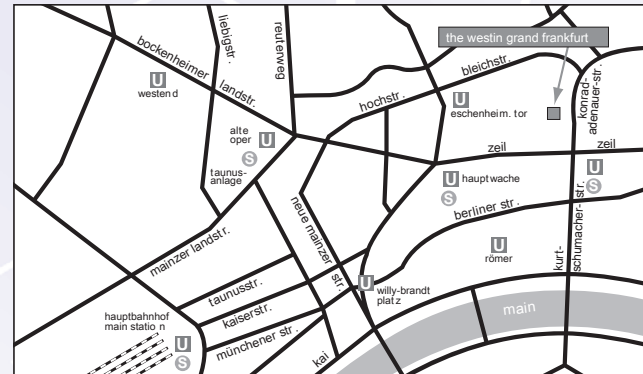 liebigstr.
reuterweg
bockenheimer
landstr.
the westin grand frankfurt
bleichstr.
konrad-
adenauer-str.
U
westend
hochstr.
U
eschenheim. tor
alte
oper
U
S
taunus-
anlage
zeil
zeil
U
hauptwache
S
U
S
berliner str.
neue mainzer
str.
mainzer landstr.
U
römer
kurt-
schumacher-
str.
taunusstr.
U
willy-brandt
platz
kaiserstr.
main
hauptbahnhof
main station
U
S
münchener str.
kai